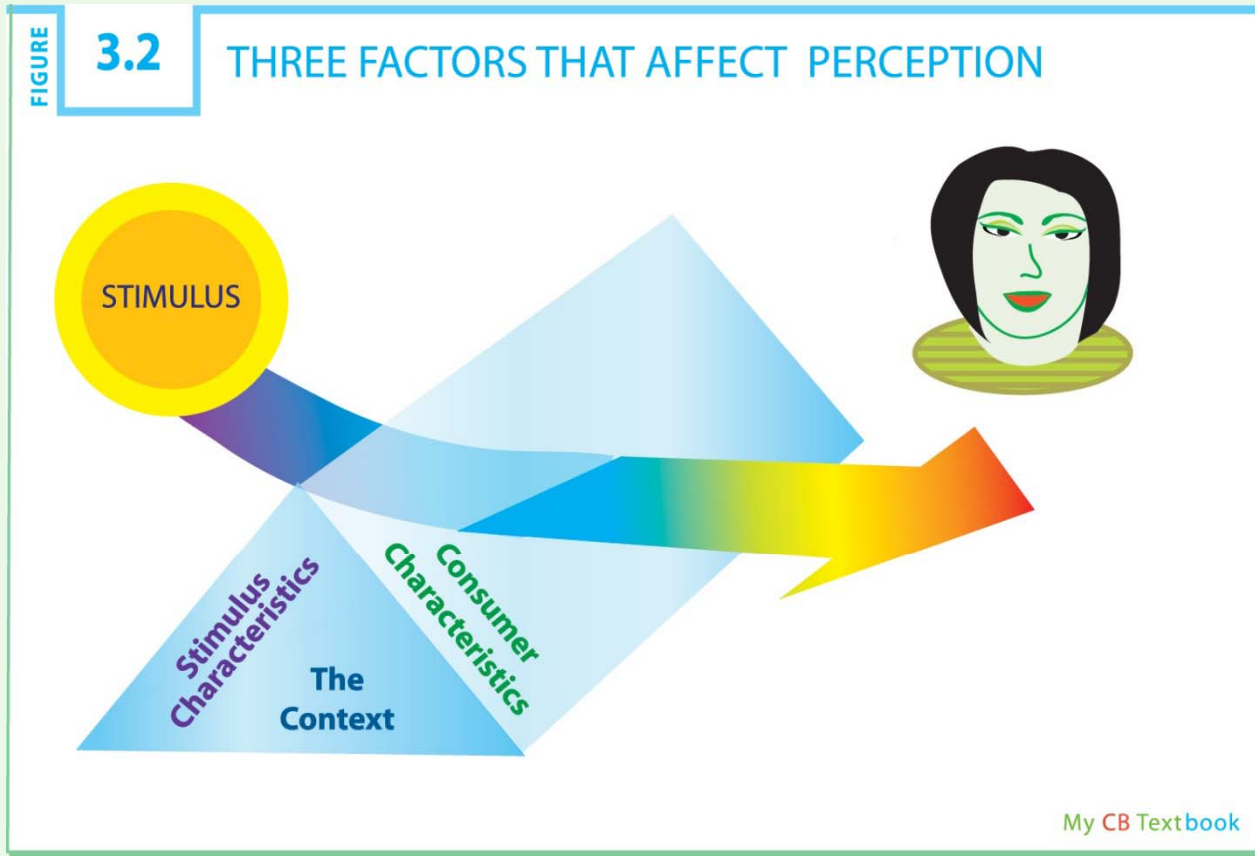 FIGURE
3.2
THREE FACTORS THAT AFFECT PERCEPTION
STIMULUS
Stimulus
Characteristics
The
Context
Consumer
Characteristics
My CB Textbook